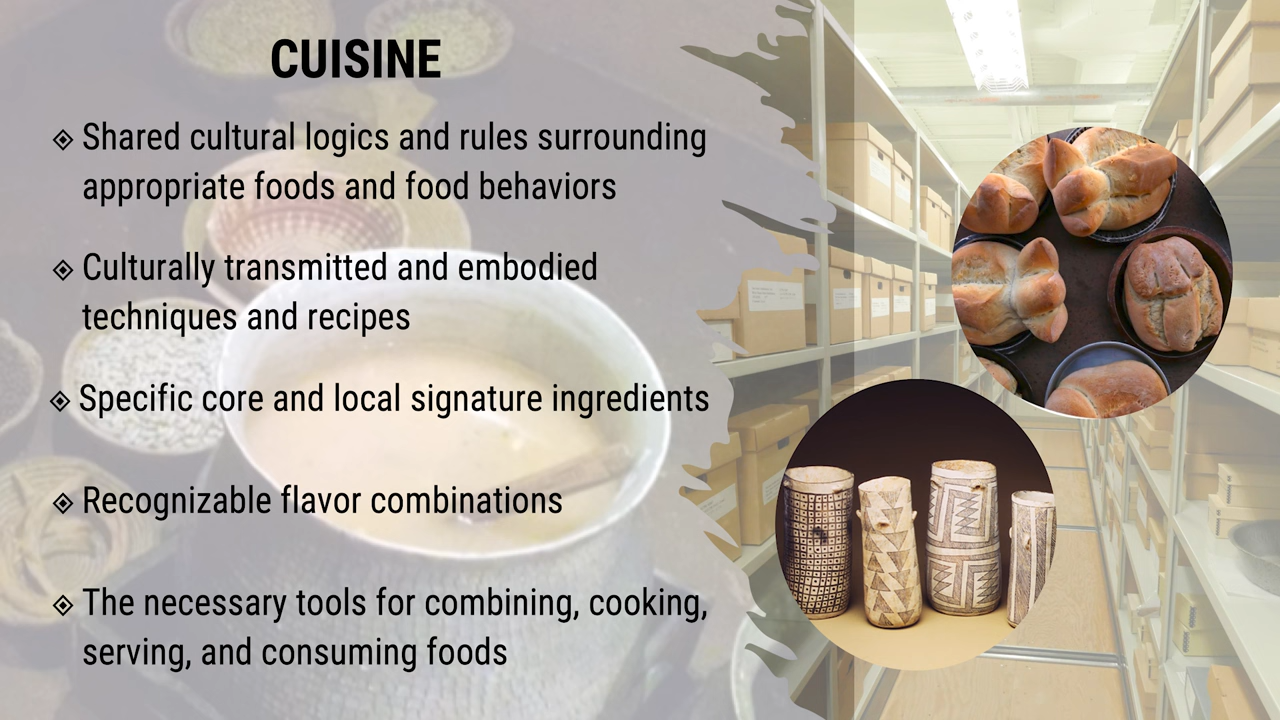 CUISINE
Shared cultural logics and rules surrounding
appropriate foods and food behaviors
Culturally transmitted and embodied
techniques and recipes
Specific core and local signature ingredients
Recognizable flavor combinations
The necessary tools for combining, cooking,
serving, and consuming foods